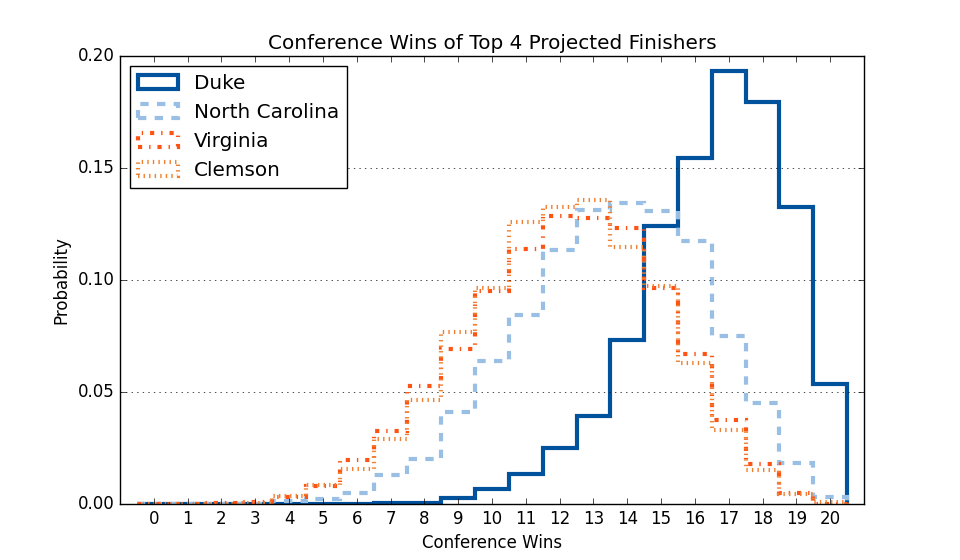 Conference Wins of Top 4 Projected Finishers
0.20
0.15
0.10
0.05
0.00
Probability
Duke
North Carolina
Virginia
Clemson
0 1 2 3 4 5 6 7 8 9 10 11 12 13 14 15 16 17 18 19 20
Conference Wins